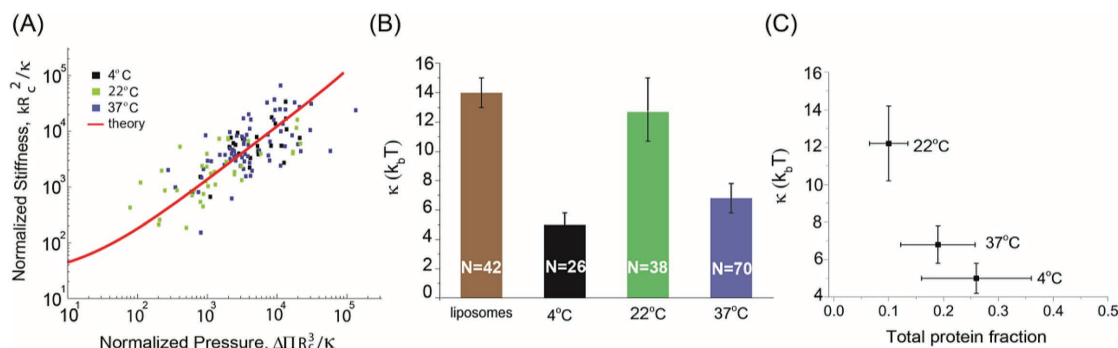 (A)
Normalized Stiffness, kR_c^2/κ
10^5
10^4
10^3
10^2
10^1
4°C
22°C
37°C
theory
10^1 10^2 10^3 10^4 10^5
Normalized Pressure, ΔΠR_c^3/κ
(B)
κ (k_bT)
16
14
12
10
8
6
4
2
0
N=42 N=26 N=38 N=70
liposomes 4°C 22°C 37°C
(C)
κ (k_bT)
16
14
12
10
8
6
4
22°C
37°C
4°C
0.0 0.1 0.2 0.3 0.4 0.5
Total protein fraction